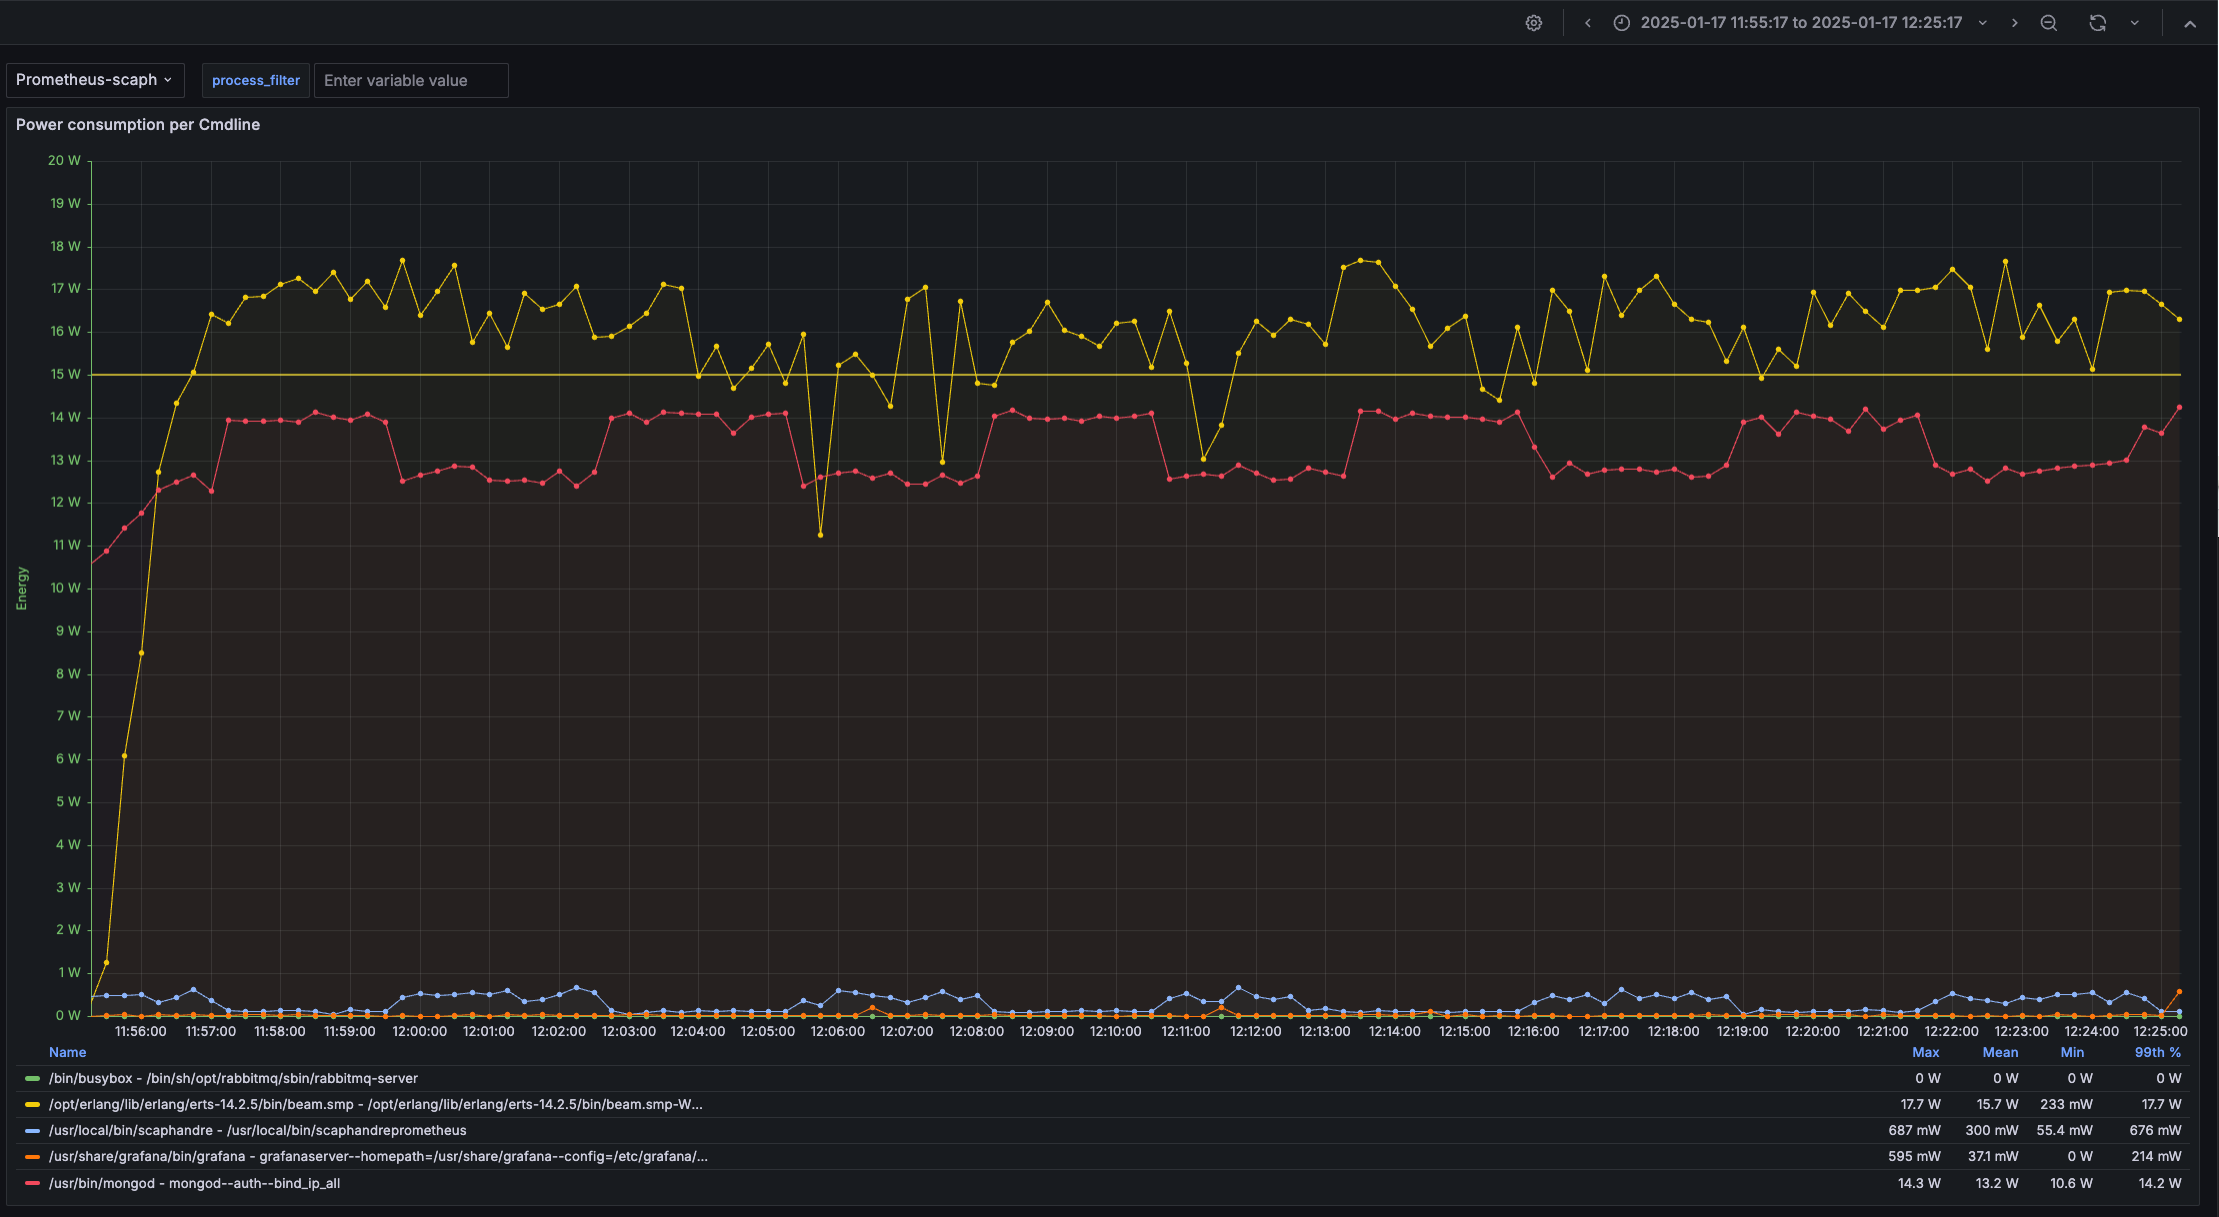 2025-01-17 11:55:17 to 2025-01-17 12:25:17
Prometheus-scaph process_filter Enter variable value
Power consumption per Cmdline
20 W
19 W
18 W
17 W
16 W
15 W
14 W
13 W
12 W
11 W
10 W
9 W
8 W
7 W
6 W
5 W
4 W
3 W
2 W
1 W
0 W
Energy
11:56:00 11:57:00 11:58:00 11:59:00 12:00:00 12:01:00 12:02:00 12:03:00 12:04:00 12:05:00 12:06:00 12:07:00 12:08:00 12:09:00 12:10:00 12:11:00 12:12:00 12:13:00 12:14:00 12:15:00 12:16:00 12:17:00 12:18:00 12:19:00 12:20:00 12:21:00 12:22:00 12:23:00 12:24:00 12:25:00
Name Max Mean Min 99th %
/bin/busybox - /bin/sh/opt/rabbitmq/sbin/rabbitmq-server 0 W 0 W 0 W 0 W
/opt/erlang/lib/erlang/erts-14.2.5/bin/beam.smp - /opt/erlang/lib/erlang/erts-14.2.5/bin/beam.smp-W... 17.7 W 15.7 W 233 mW 17.7 W
/usr/local/bin/scaphandre - /usr/local/bin/scaphandreprometheus 687 mW 300 mW 55.4 mW 676 mW
/usr/share/grafana/bin/grafana - grafanaserver--homepath=/usr/share/grafana--config=/etc/grafana/... 595 mW 37.1 mW 0 W 214 mW
/usr/bin/mongod - mongod--auth--bind_ip_all 14.3 W 13.2 W 10.6 W 14.2 W